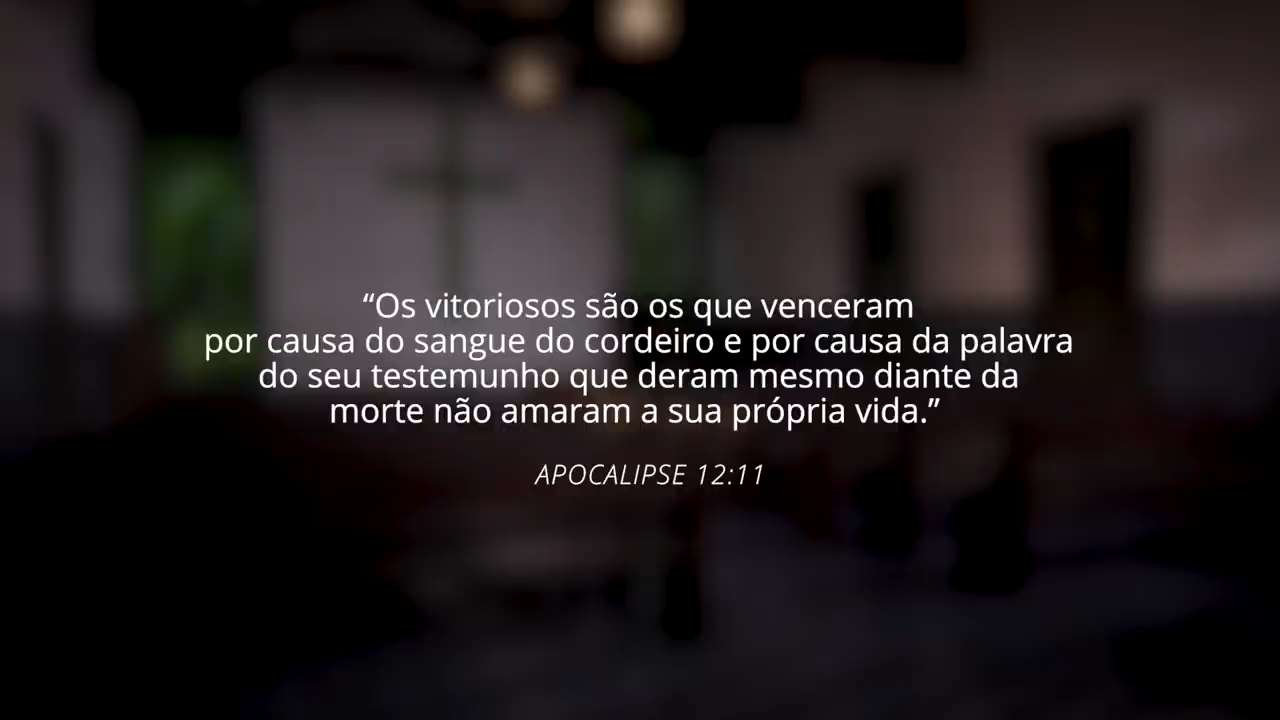 “Os vitoriosos são os que venceram
por causa do sangue do cordeiro e por causa da palavra
do seu testemunho que deram mesmo diante da
morte não amaram a sua própria vida.”
APOCALIPSE 12:11